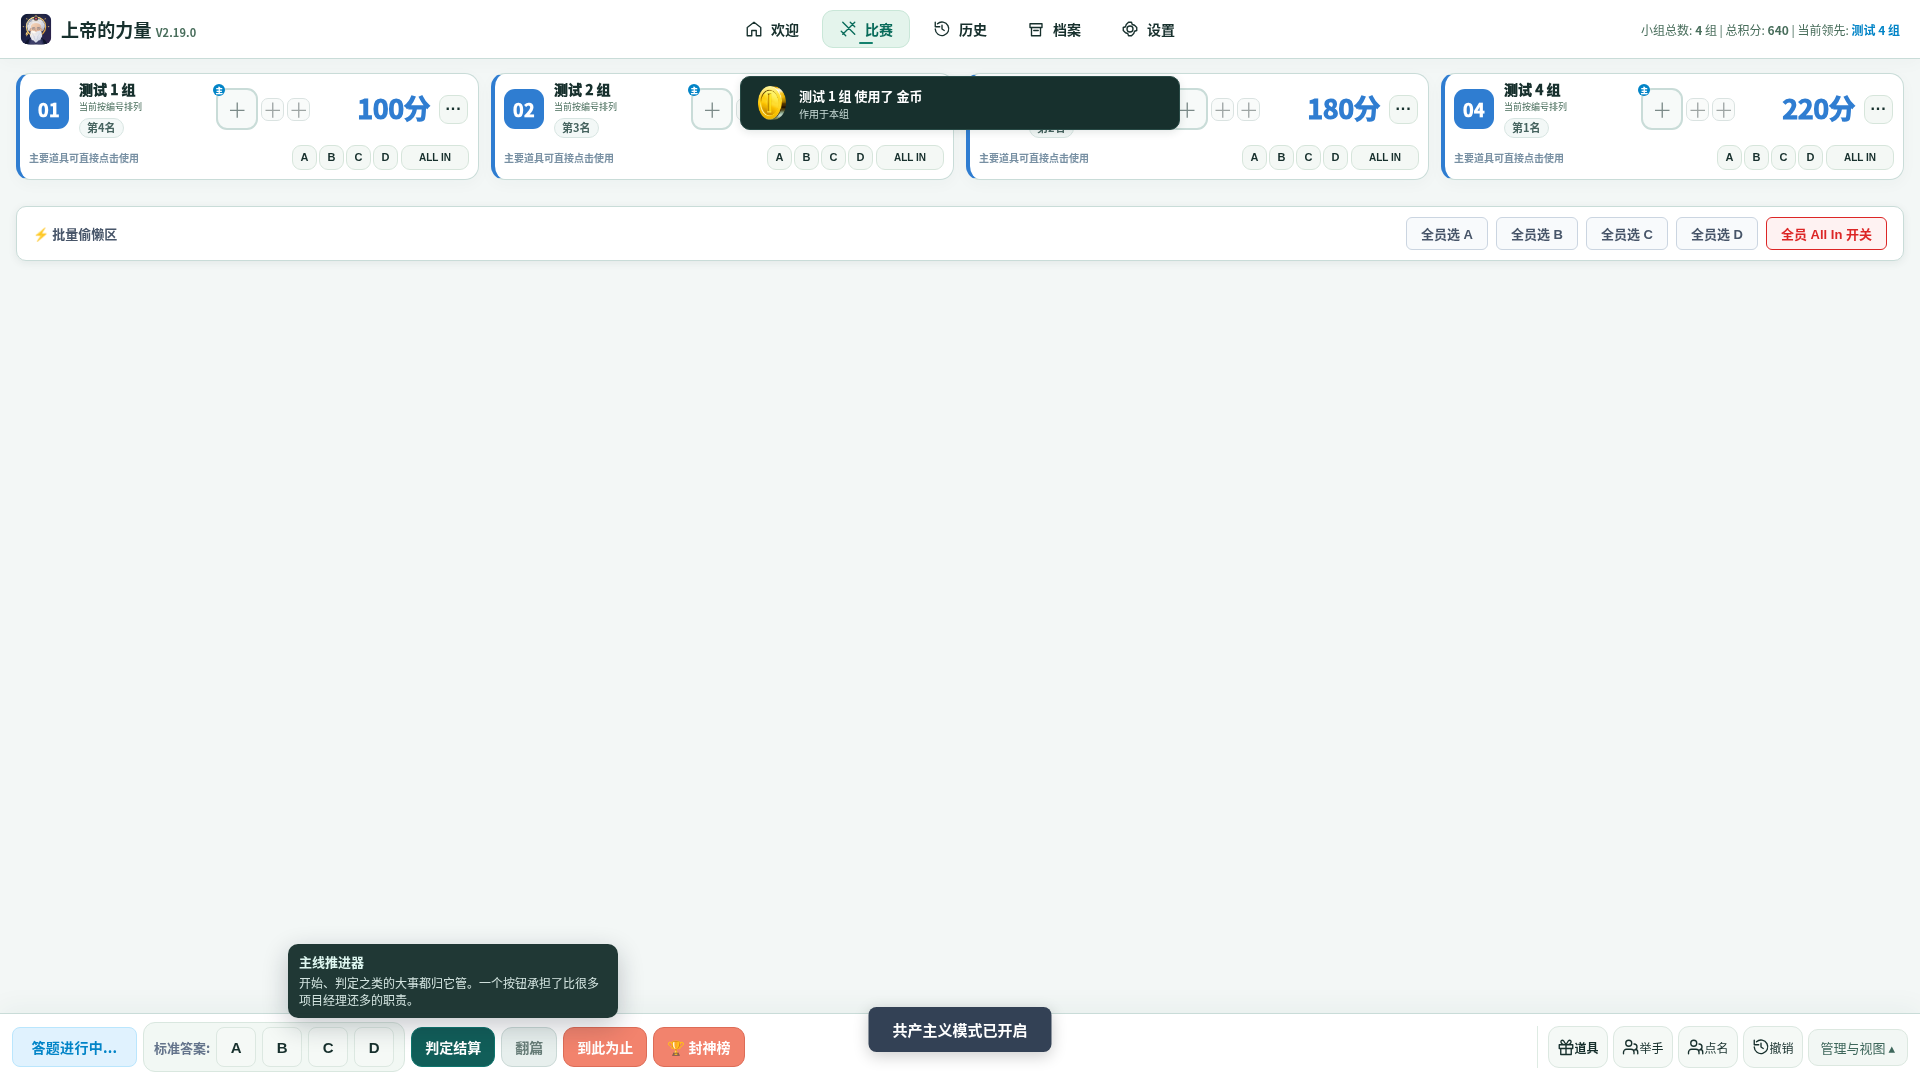 上帝的力量 V2.19.0
欢迎
比赛
历史
档案
设置
小组总数: 4 组 | 总积分: 640 | 当前领先: 测试 4 组
01
测试 1 组
当前按编号排列
第4名
主
100分
...
主要道具可直接点击使用
A B C D ALL IN
02
测试 2 组
当前按编号排列
第3名
主
主要道具可直接点击使用
A B C D ALL IN
测试 1 组 使用了 金币
作用于本组
180分
...
主要道具可直接点击使用
A B C D ALL IN
04
测试 4 组
当前按编号排列
第1名
主
220分
...
主要道具可直接点击使用
A B C D ALL IN
⚡ 批量偷懒区
全员选 A
全员选 B
全员选 C
全员选 D
全员 All In 开关
主线推进器
开始、判定之类的大事都归它管。一个按钮承担了比很多
项目经理还多的职责。
共产主义模式已开启
答题进行中...
标准答案: A B C D
判定结算
翻篇
到此为止
🏆 封神榜
道具
举手
点名
撤销
管理与视图 ▴